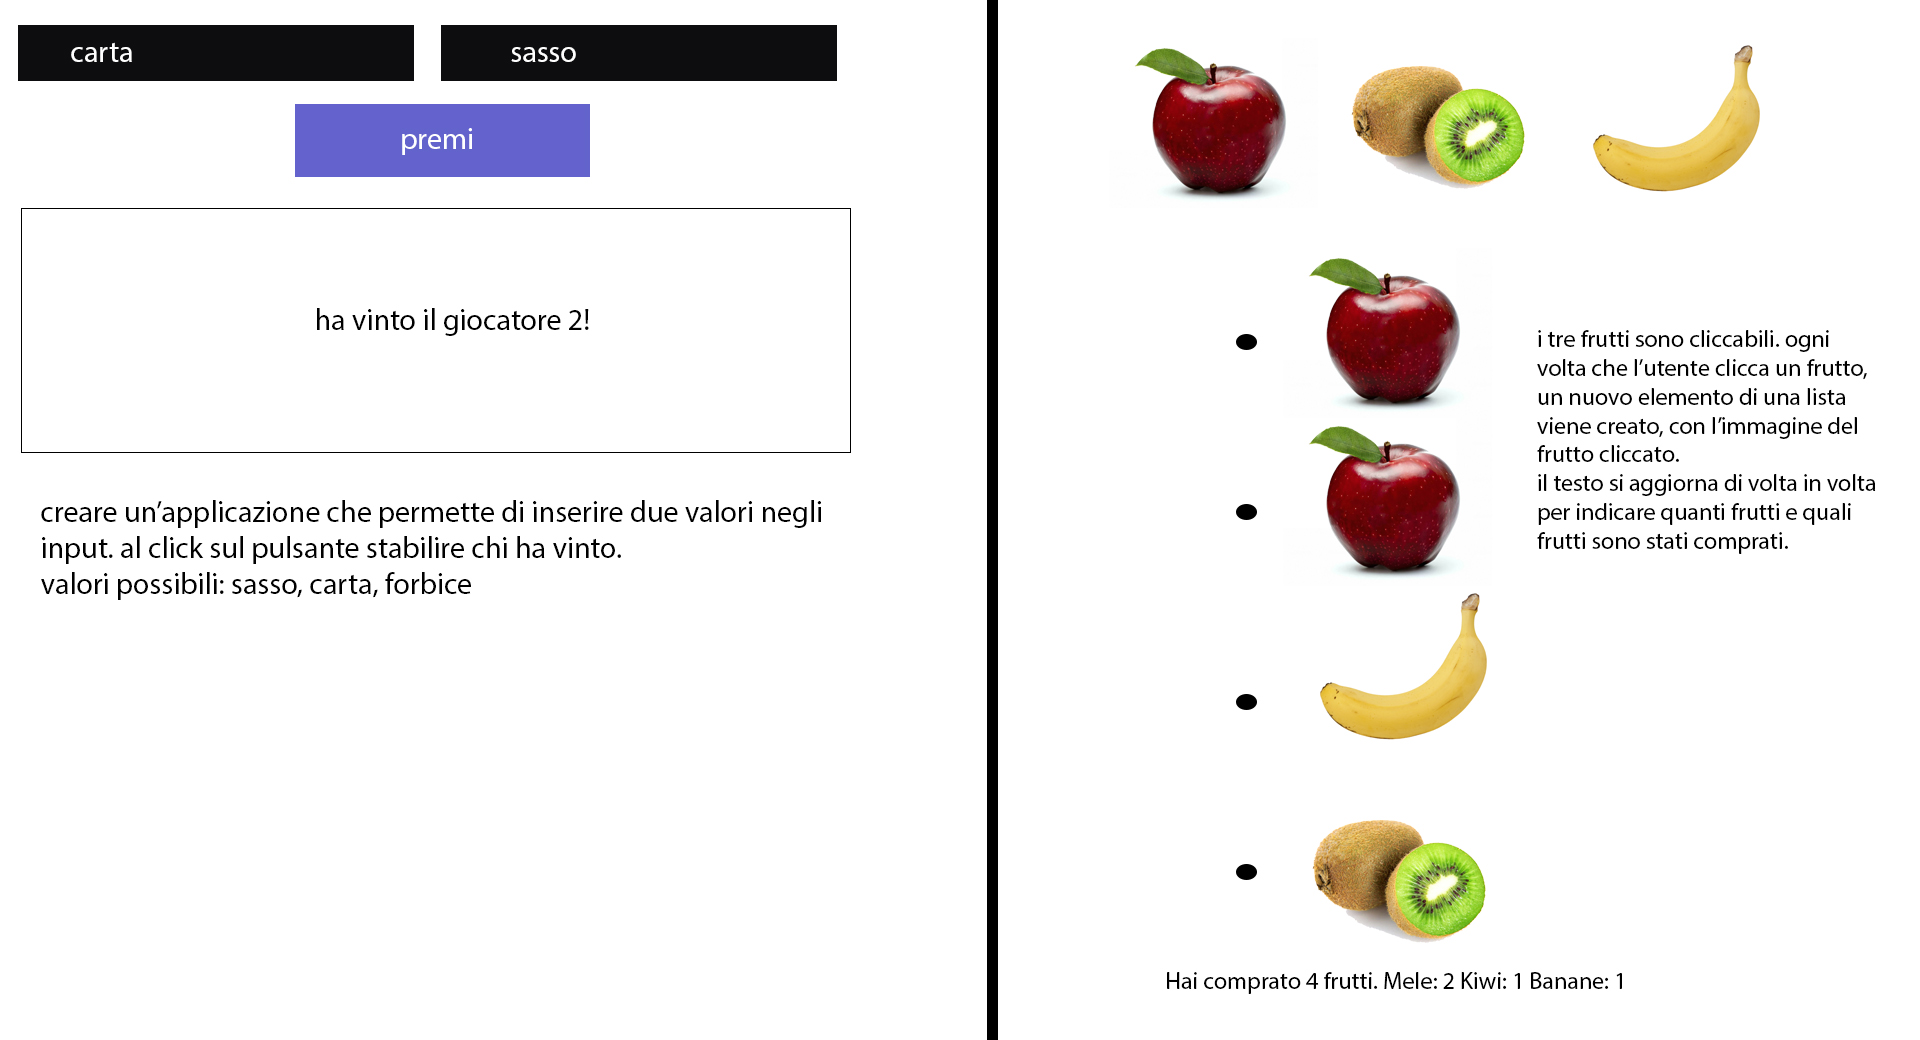 carta
sasso
premi
ha vinto il giocatore 2!
creare un’applicazione che permette di inserire due valori negli
input. al click sul pulsante stabilire chi ha vinto.
valori possibili: sasso, carta, forbice
i tre frutti sono cliccabili. ogni
volta che l’utente clicca un frutto,
un nuovo elemento di una lista
viene creato, con l’immagine del
frutto cliccato.
il testo si aggiorna di volta in volta
per indicare quanti frutti e quali
frutti sono stati comprati.
Hai comprato 4 frutti. Mele: 2 Kiwi: 1 Banane: 1